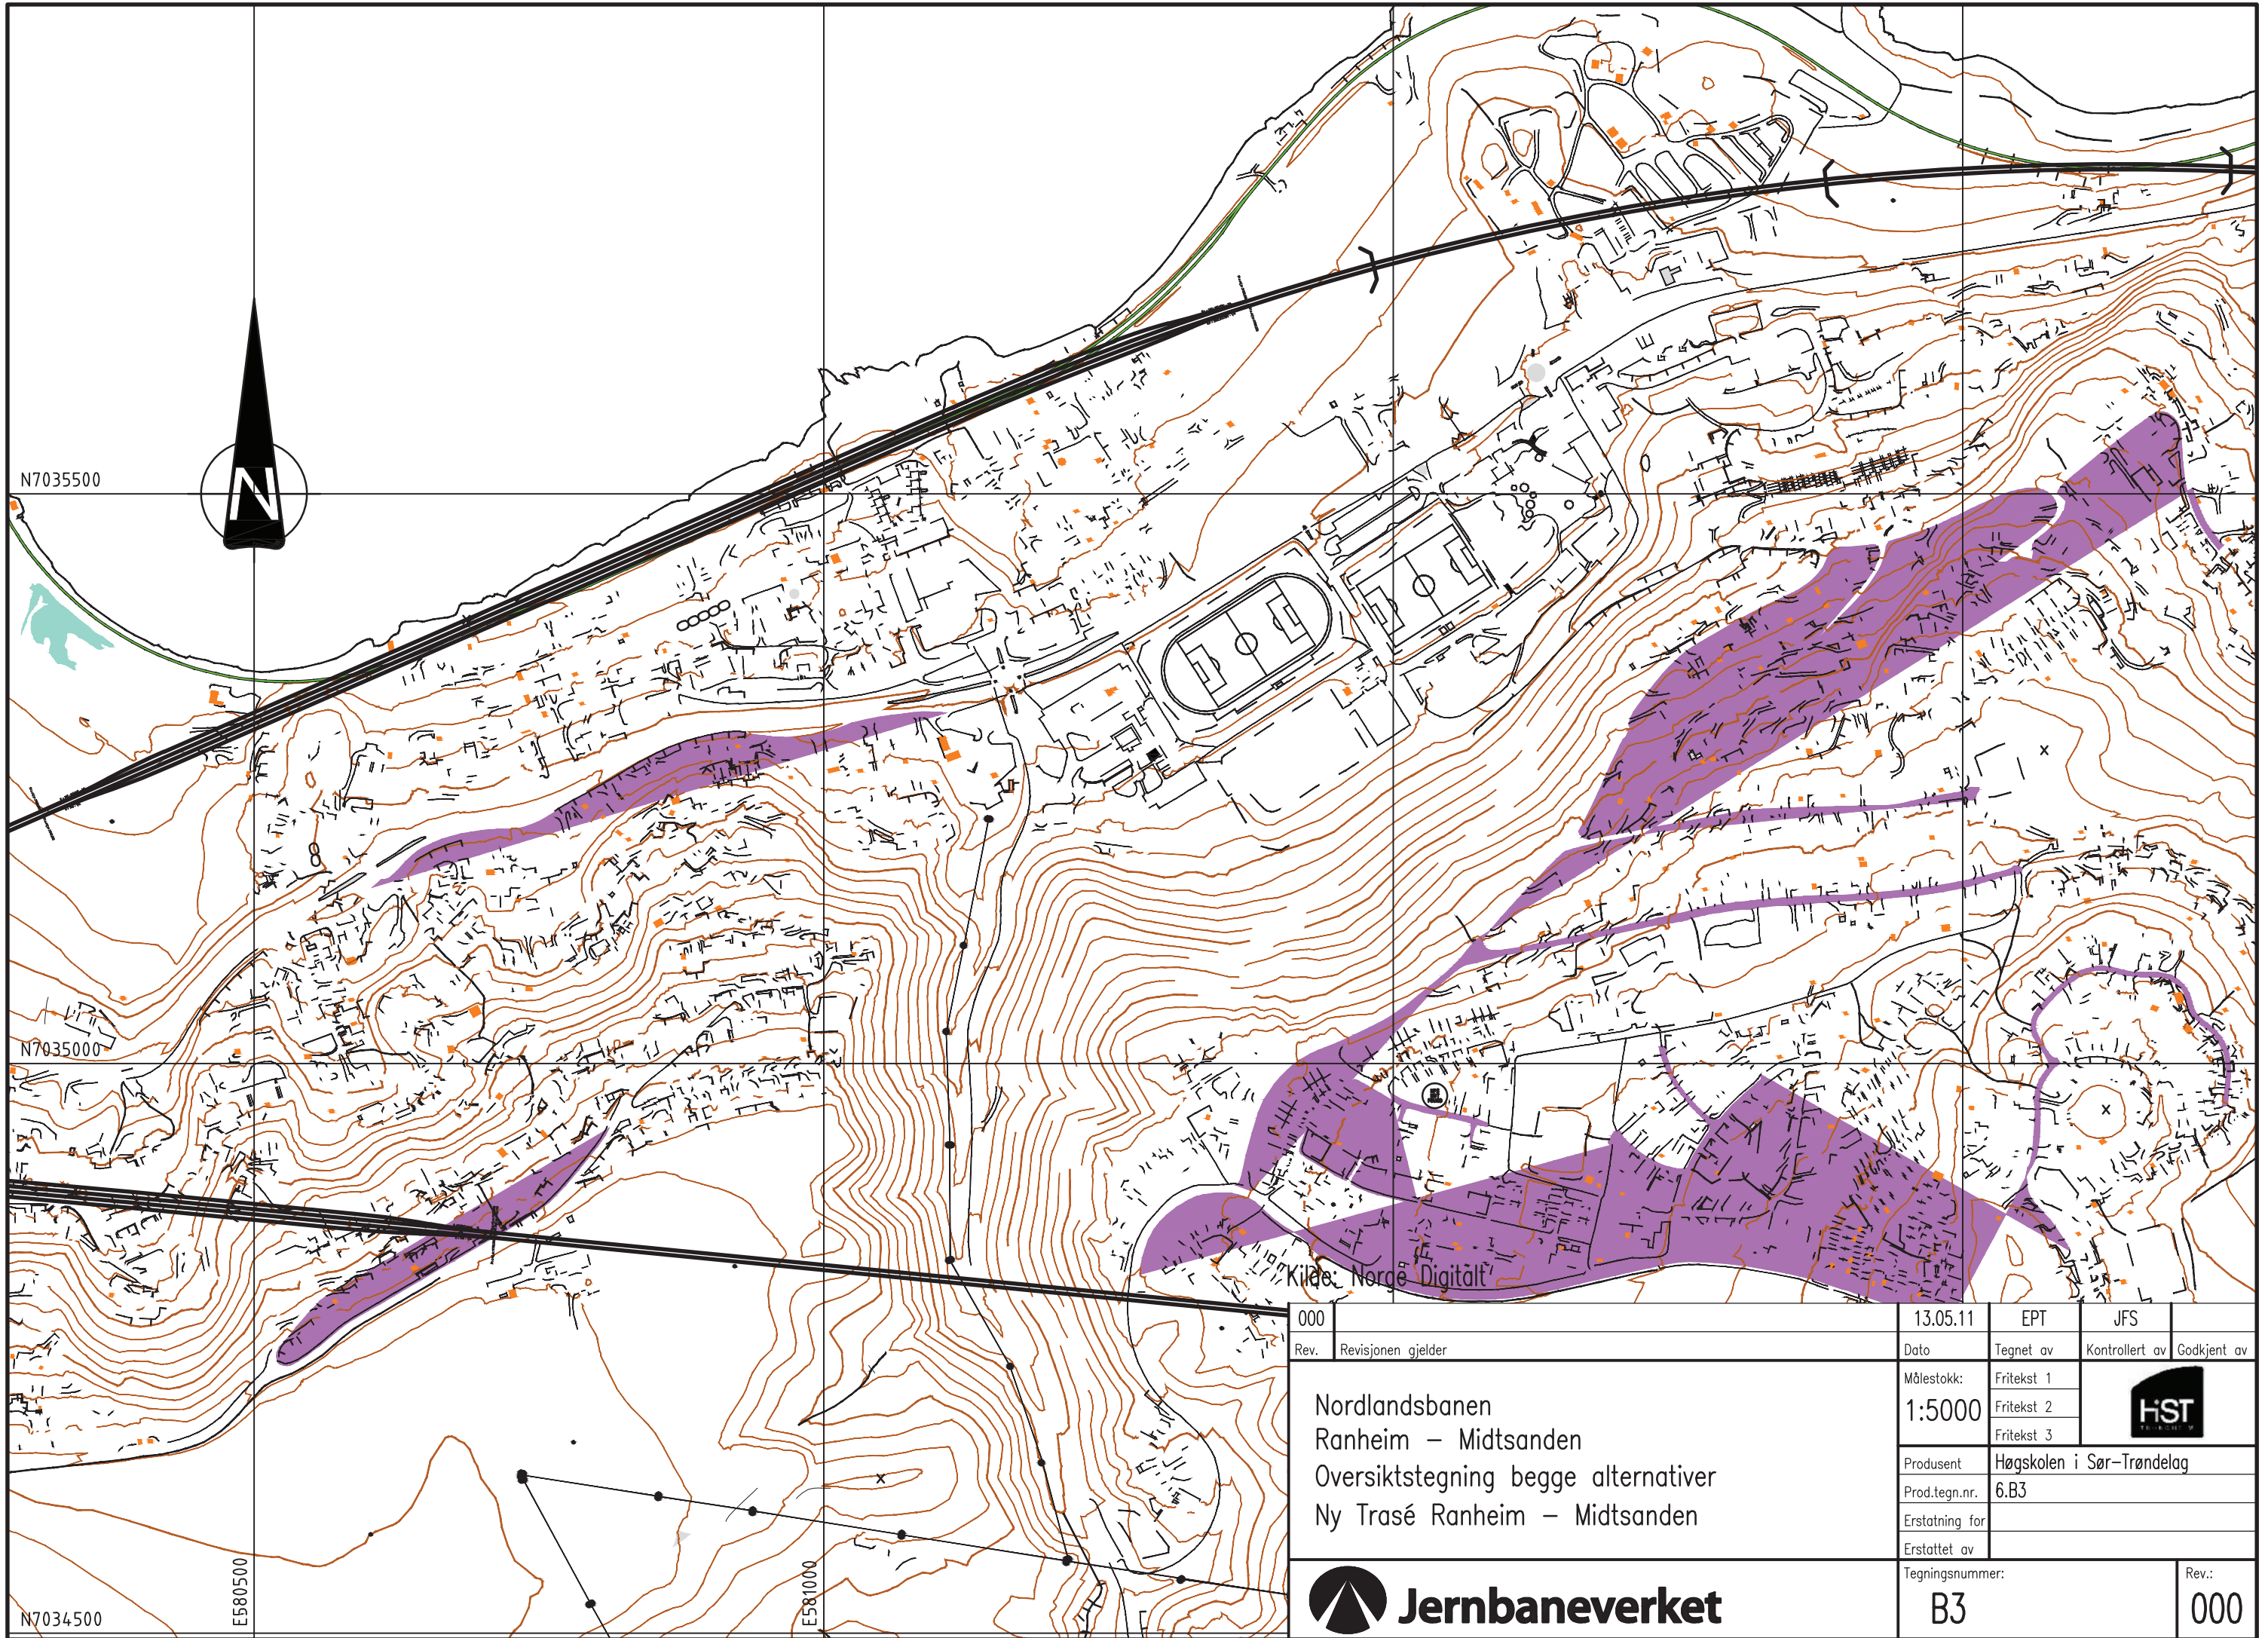 N
N7035500
N7035000
N7034500
E580500
E581000
Kilde: Norge Digitalt
000
13.05.11 EPT JFS
Rev. Revisjonen gjelder Dato Tegnet av Kontrollert av Godkjent av
Nordlandsbanen
Ranheim – Midtsanden
Oversiktstegning begge alternativer
Ny Trasé Ranheim – Midtsanden
Målestokk:
1:5000
Fritekst 1
Fritekst 2
Fritekst 3
HiST
Produsent Høgskolen i Sør–Trøndelag
Prod.tegn.nr. 6.B3
Erstatning for
Erstattet av
Jernbaneverket
Tegningsnummer:
B3
Rev.:
000